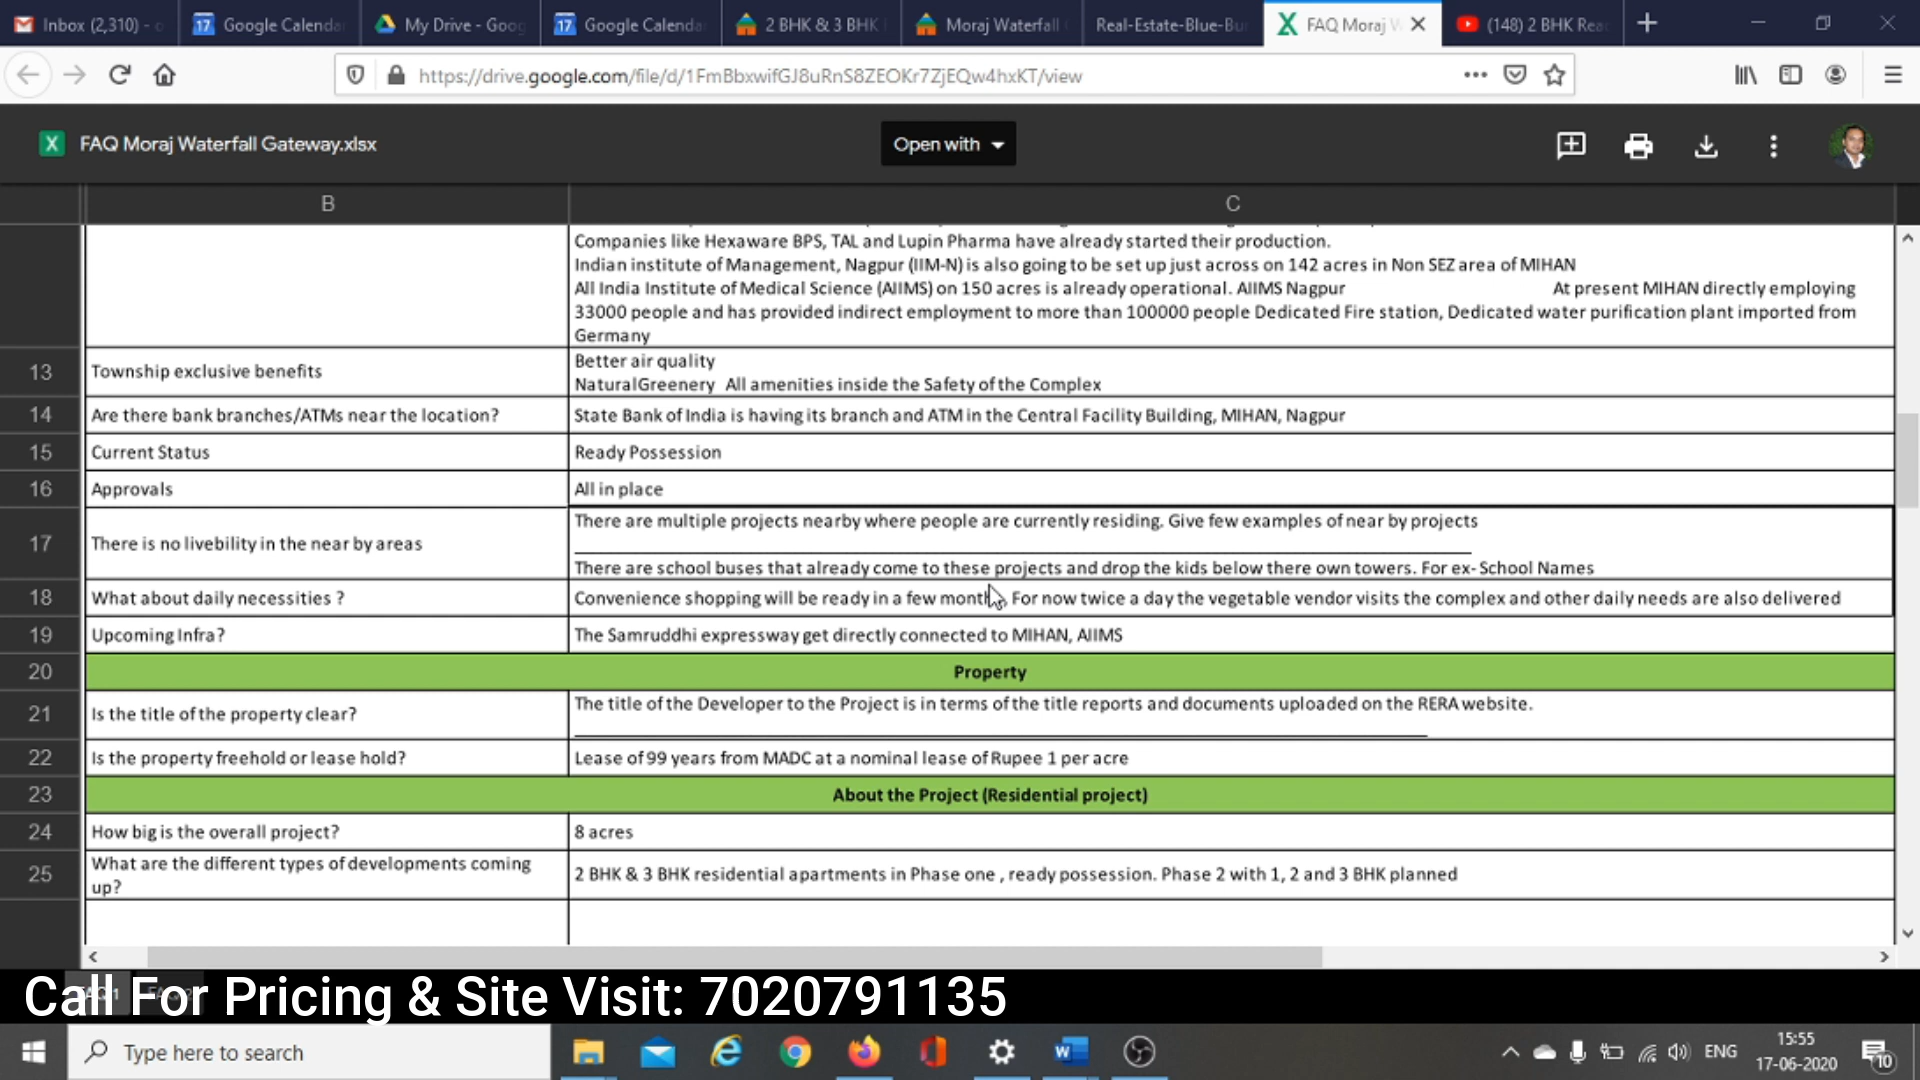 Inbox (2,310) -
Google Calenda
My Drive - Goog
Google Calenda
2 BHK & 3 BHK
Moraj Waterfall
Real-Estate-Blue-Bu
FAQ Moraj W
(148) 2 BHK Rea
https://drive.google.com/file/d/1FmBbxwifGJ8uRnS8ZEOKr7ZjEQw4hxKT/view
FAQ Moraj Waterfall Gateway.xlsx
Open with
B
C
Companies like Hexaware BPS, TAL and Lupin Pharma have already started their production.
Indian institute of Management, Nagpur (IIM-N) is also going to be set up just across on 142 acres in Non SEZ area of MIHAN
All India Institute of Medical Science (AIIMS) on 150 acres is already operational. AIIMS Nagpur At present MIHAN directly employing
33000 people and has provided indirect employment to more than 100000 people Dedicated Fire station, Dedicated water purification plant imported from
Germany
13 Township exclusive benefits
Better air quality
NaturalGreenery All amenities inside the Safety of the Complex
14 Are there bank branches/ATMs near the location? State Bank of India is having its branch and ATM in the Central Facility Building, MIHAN, Nagpur
15 Current Status Ready Possession
16 Approvals All in place
17 There is no livebility in the near by areas
There are multiple projects nearby where people are currently residing. Give few examples of near by projects
There are school buses that already come to these projects and drop the kids below there own towers. For ex- School Names
18 What about daily necessities ? Convenience shopping will be ready in a few month. For now twice a day the vegetable vendor visits the complex and other daily needs are also delivered
19 Upcoming Infra? The Samruddhi expressway get directly connected to MIHAN, AIIMS
20 Property
21 Is the title of the property clear? The title of the Developer to the Project is in terms of the title reports and documents uploaded on the RERA website.
22 Is the property freehold or lease hold? Lease of 99 years from MADC at a nominal lease of Rupee 1 per acre
23 About the Project (Residential project)
24 How big is the overall project? 8 acres
25 What are the different types of developments coming
up?
2 BHK & 3 BHK residential apartments in Phase one , ready possession. Phase 2 with 1, 2 and 3 BHK planned
Call For Pricing & Site Visit: 7020791135
Type here to search
ENG
15:55
17-06-2020
10